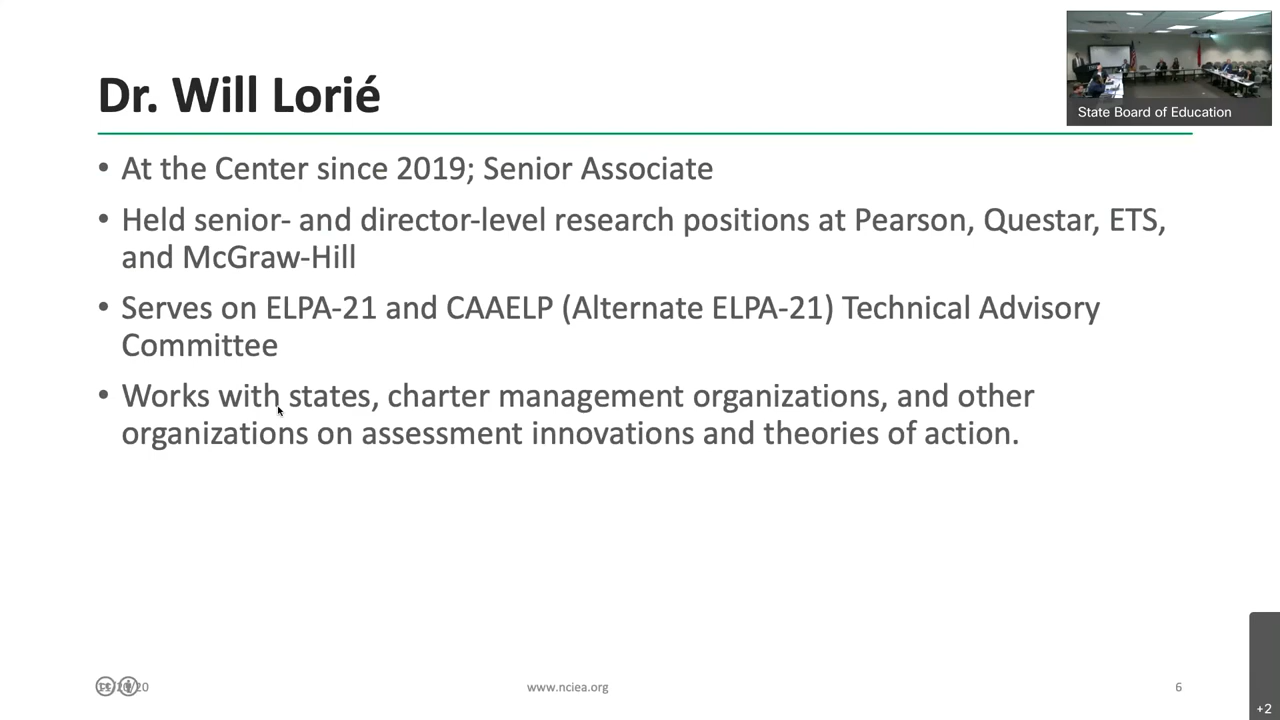 Dr. Will Lorié
State Board of Education
• At the Center since 2019; Senior Associate
• Held senior- and director-level research positions at Pearson, Questar, ETS,
and McGraw-Hill
• Serves on ELPA-21 and CAAELP (Alternate ELPA-21) Technical Advisory
Committee
• Works with states, charter management organizations, and other
organizations on assessment innovations and theories of action.
www.nciea.org
6
+2